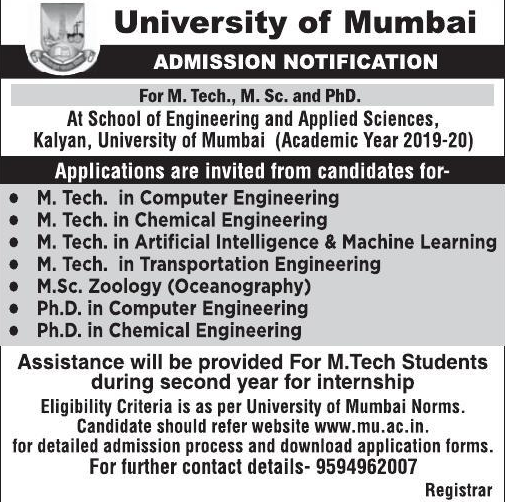 University of Mumbai
ADMISSION NOTIFICATION
For M. Tech., M. Sc. and PhD.
At School of Engineering and Applied Sciences,
Kalyan, University of Mumbai (Academic Year 2019-20)
Applications are invited from candidates for-
• M. Tech. in Computer Engineering
• M. Tech. in Chemical Engineering
• M. Tech. in Artificial Intelligence & Machine Learning
• M. Tech. in Transportation Engineering
• M.Sc. Zoology (Oceanography)
• Ph.D. in Computer Engineering
• Ph.D. in Chemical Engineering
Assistance will be provided For M.Tech Students
during second year for internship
Eligibility Criteria is as per University of Mumbai Norms.
Candidate should refer website www.mu.ac.in.
for detailed admission process and download application forms.
For further contact details- 9594962007
Registrar